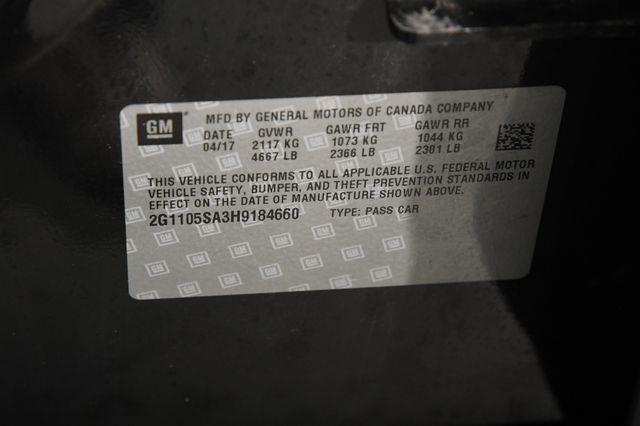 MFD BY GENERAL MOTORS OF CANADA COMPANY
GM
DATE GVWR GAWR FRT GAWR RR
04/17 2117 KG 1073 KG 1044 KG
4667 LB 2366 LB 2301 LB
THIS VEHICLE CONFORMS TO ALL APPLICABLE U.S. FEDERAL MOTOR
VEHICLE SAFETY, BUMPER, AND THEFT PREVENTION STANDARDS IN
EFFECT ON THE DATE OF MANUFACTURE SHOWN ABOVE.
2G1105SA3H9184660 TYPE: PASS CAR